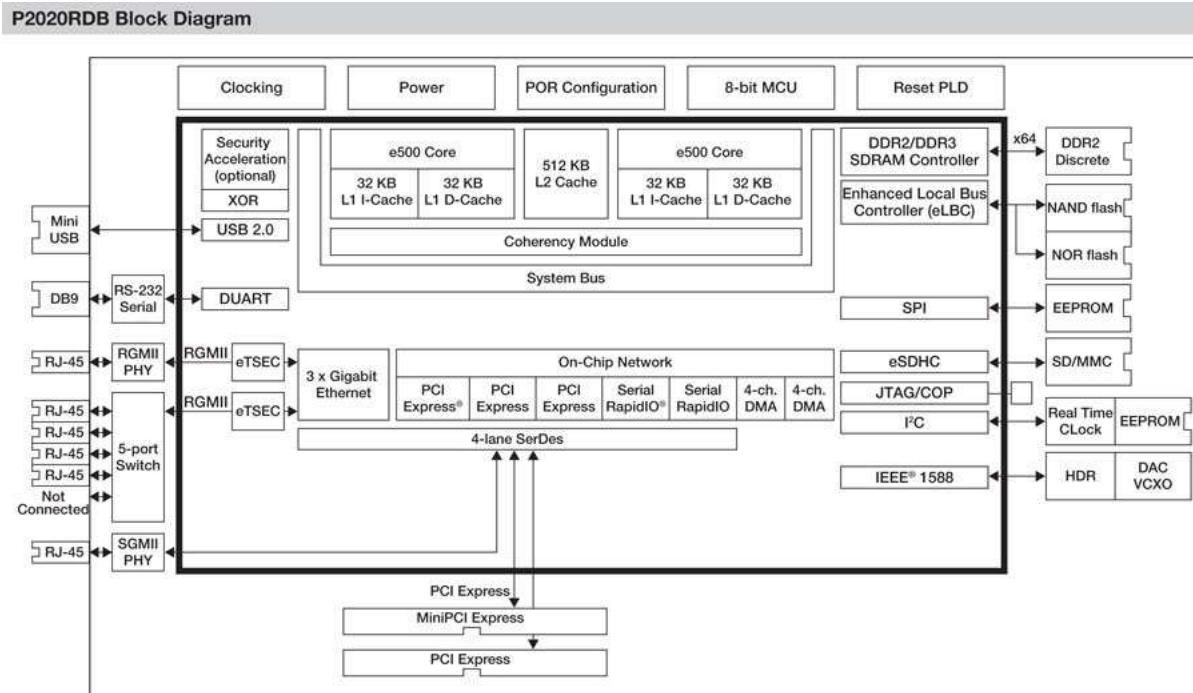 P2020RDB Block Diagram
Clocking
Power
POR Configuration
8-bit MCU
Reset PLD
Security
Acceleration
(optional)
XOR
USB 2.0
DUART
e500 Core
32 KB
L1 I-Cache
32 KB
L1 D-Cache
512 KB
L2 Cache
e500 Core
32 KB
L1 I-Cache
32 KB
L1 D-Cache
Coherency Module
System Bus
DDR2/DDR3
SDRAM Controller
Enhanced Local Bus
Controller (eLBC)
x64
DDR2
Discrete
NAND flash
NOR flash
Mini
USB
DB9
RS-232
Serial
SPI
EEPROM
RJ-45
RGMII
PHY
RGMII
eTSEC
3 x Gigabit
Ethernet
On-Chip Network
PCI
Express®
PCI
Express
PCI
Express
Serial
RapidIO®
Serial
RapidIO
4-ch.
DMA
4-ch.
DMA
eSDHC
SD/MMC
JTAG/COP
I²C
Real Time
CLock
EEPROM
RJ-45
RJ-45
RJ-45
RJ-45
Not
Connected
5-port
Switch
RGMII
eTSEC
4-lane SerDes
IEEE® 1588
HDR
DAC
VCXO
RJ-45
SGMII
PHY
PCI Express
MiniPCI Express
PCI Express